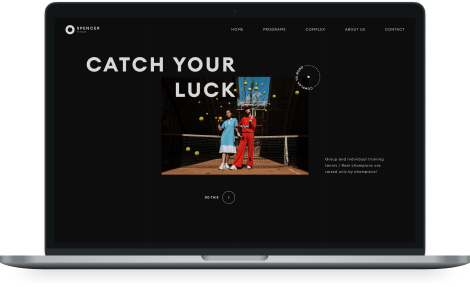 SPENCER
HOME PROGRAMS COMPLEX ABOUT US CONTACT
CATCH YOUR
LUCK
Group and individual training
tennis / Real champions are
raised only by champions!
DO THIS